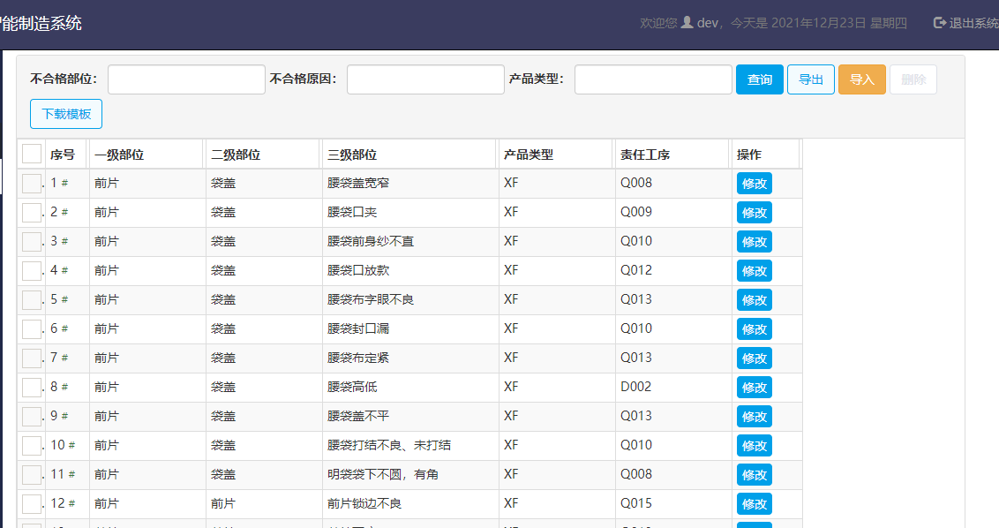 能制造系统
欢迎您 dev，今天是 2021年12月23日 星期四 退出系统
不合格部位： 不合格原因： 产品类型： 查询 导出 导入 删除
下载模板
序号 一级部位 二级部位 三级部位 产品类型 责任工序 操作
1 # 前片 袋盖 腰袋盖宽窄 XF Q008 修改
2 # 前片 袋盖 腰袋口夹 XF Q009 修改
3 # 前片 袋盖 腰袋前身纱不直 XF Q010 修改
4 # 前片 袋盖 腰袋口放款 XF Q012 修改
5 # 前片 袋盖 腰袋布字眼不良 XF Q013 修改
6 # 前片 袋盖 腰袋封口漏 XF Q010 修改
7 # 前片 袋盖 腰袋布定紧 XF Q013 修改
8 # 前片 袋盖 腰袋高低 XF D002 修改
9 # 前片 袋盖 腰袋盖不平 XF Q013 修改
10 # 前片 袋盖 腰袋打结不良、未打结 XF Q010 修改
11 # 前片 袋盖 明袋袋下不圆，有角 XF Q008 修改
12 # 前片 前片 前片锁边不良 XF Q015 修改